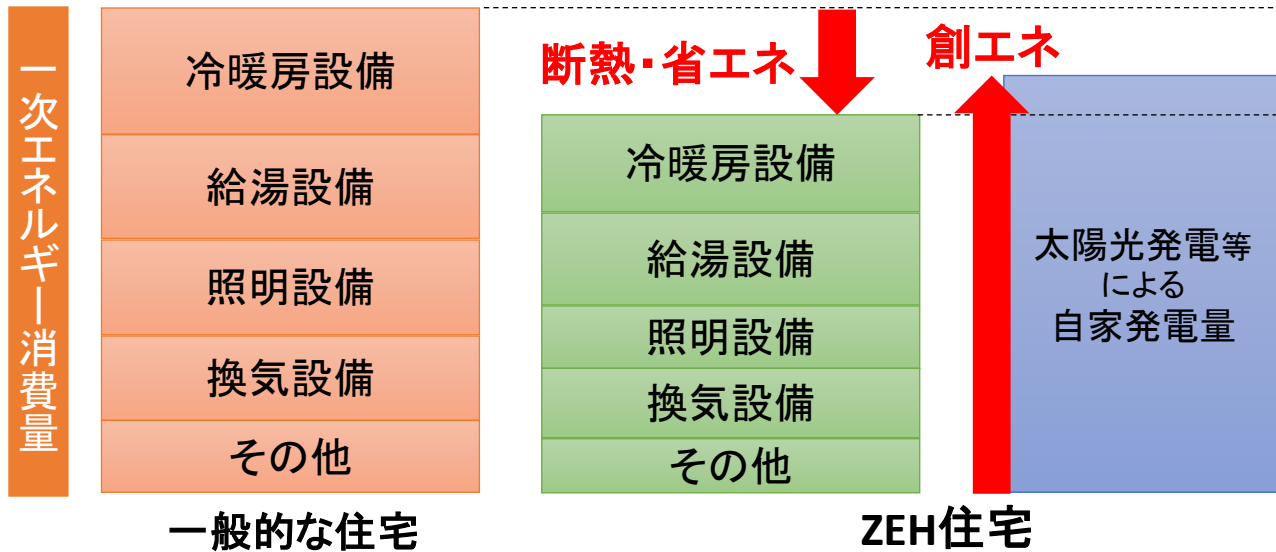 一次エネルギー消費量
冷暖房設備
給湯設備
照明設備
換気設備
その他
一般的な住宅
断熱・省エネ
創エネ
冷暖房設備
給湯設備
照明設備
換気設備
その他
太陽光発電等
による
自家発電量
ZEH住宅